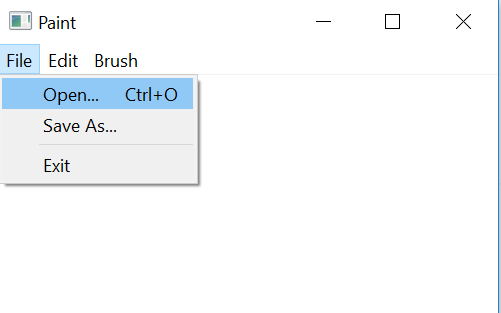 Paint
File Edit Brush
Open... Ctrl+O
Save As...
Exit